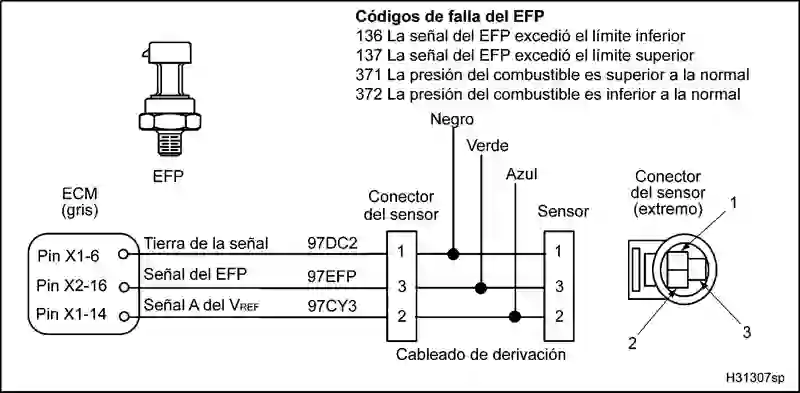 Códigos de falla del EFP
136 La señal del EFP excedió el límite inferior
137 La señal del EFP excedió el límite superior
371 La presión del combustible es superior a la normal
372 La presión del combustible es inferior a la normal
EFP
Negro
Verde
Azul
ECM
(gris)
Conector
del sensor
Sensor
Conector
del sensor
(extremo)
1
Pin X1-6
Tierra de la señal
97DC2
1
1
Pin X2-16
Señal del EFP
97EFP
3
3
Pin X1-14
Señal A del VREF
97CY3
2
2
2
3
Cableado de derivación
H31307sp